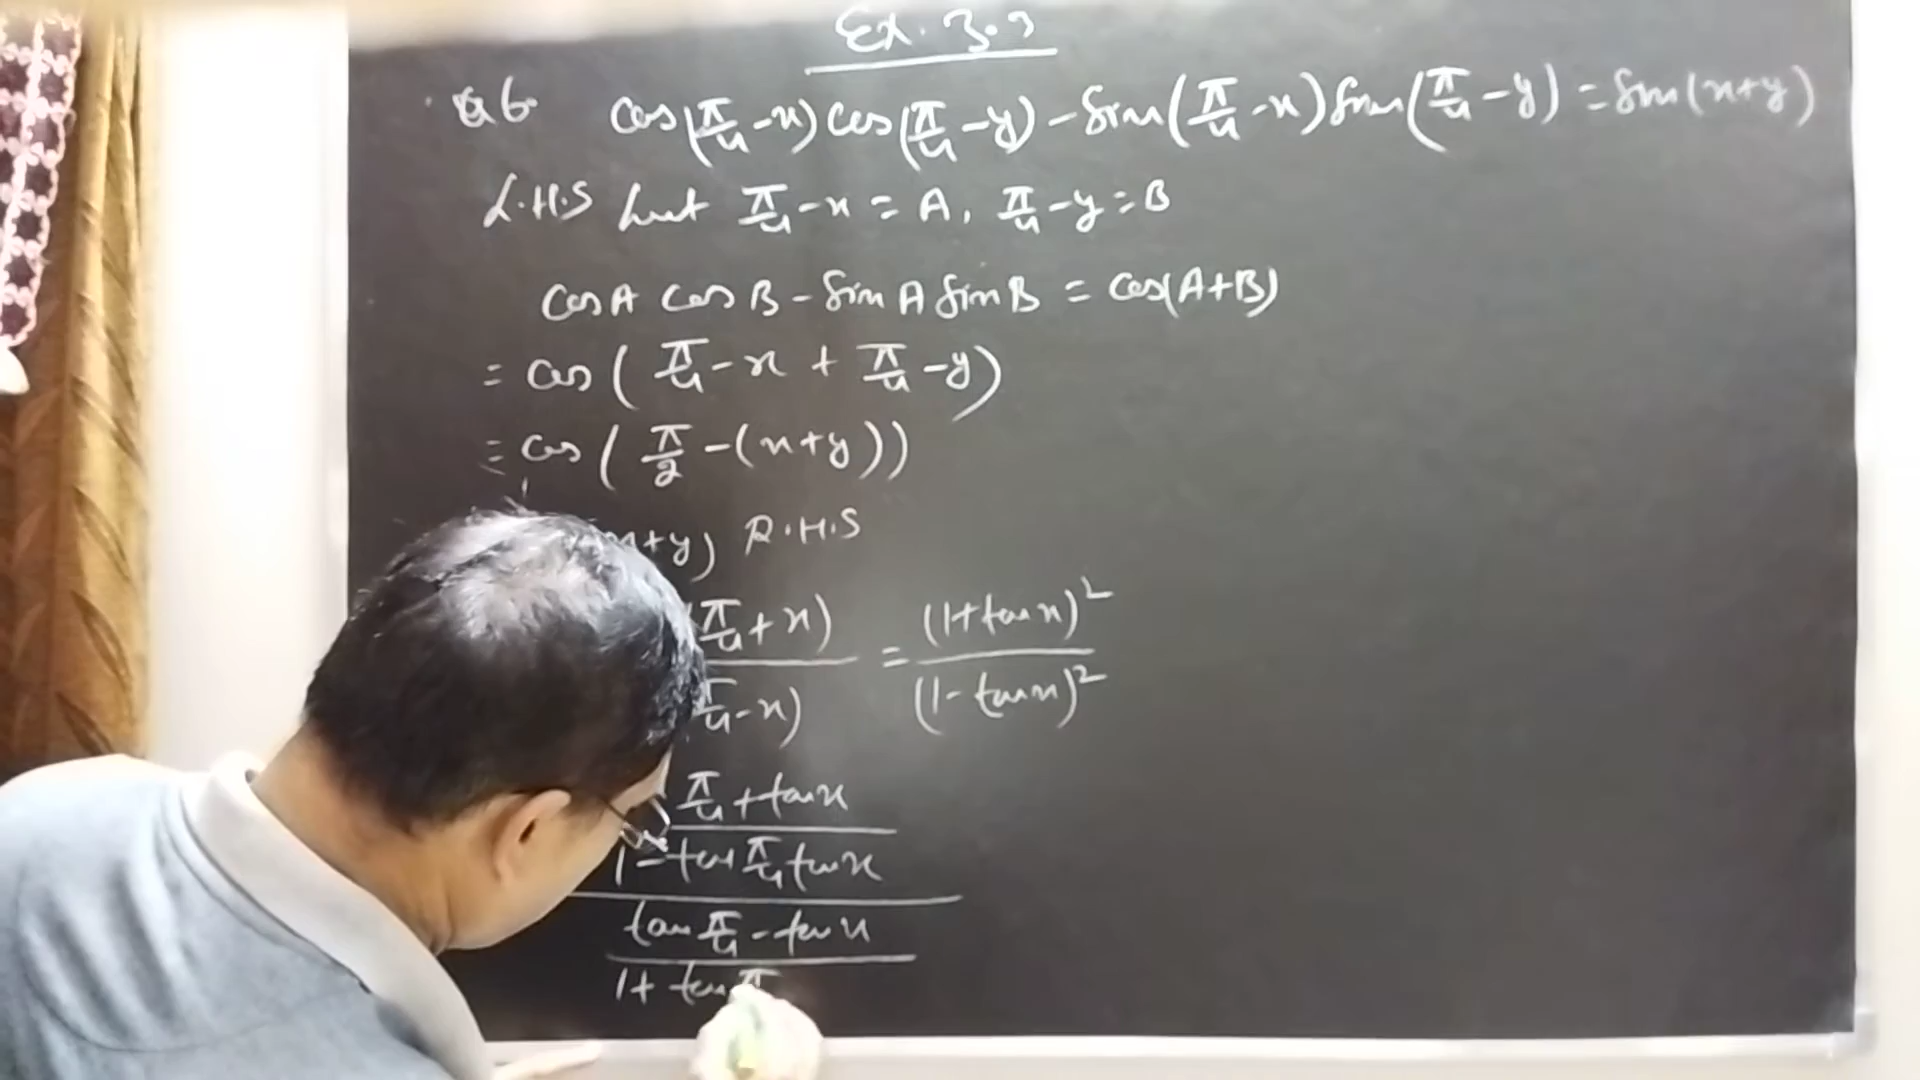 Ex. 3.3
Q6 cos(π/4-x) cos(π/4-y) - Sin(π/4-x) Sin(π/4-y) = Sin(x+y)
L.H.S Let π/4-x = A, π/4-y = B
Cos A Cos B - Sin A Sin B = Cos(A+B)
= cos(π/4-x + π/4-y)
= cos(π/2-(x+y))
x+y) R.H.S
π/4+x) / π/4-x) = (1+tan x)² / (1-tan x)²
π/4+tan x
1-tan π/4 tan x
tan π/4 - tan x
1+ tan π